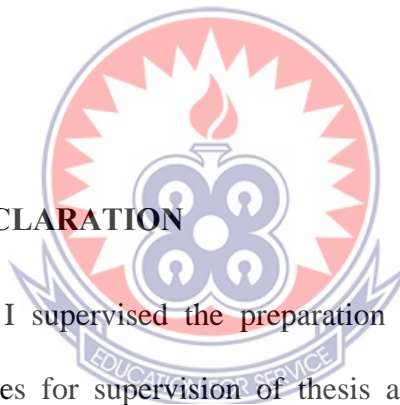 CLARATION
I supervised the preparation
es for supervision of thesis a
EDUCATION FOR SERVICE